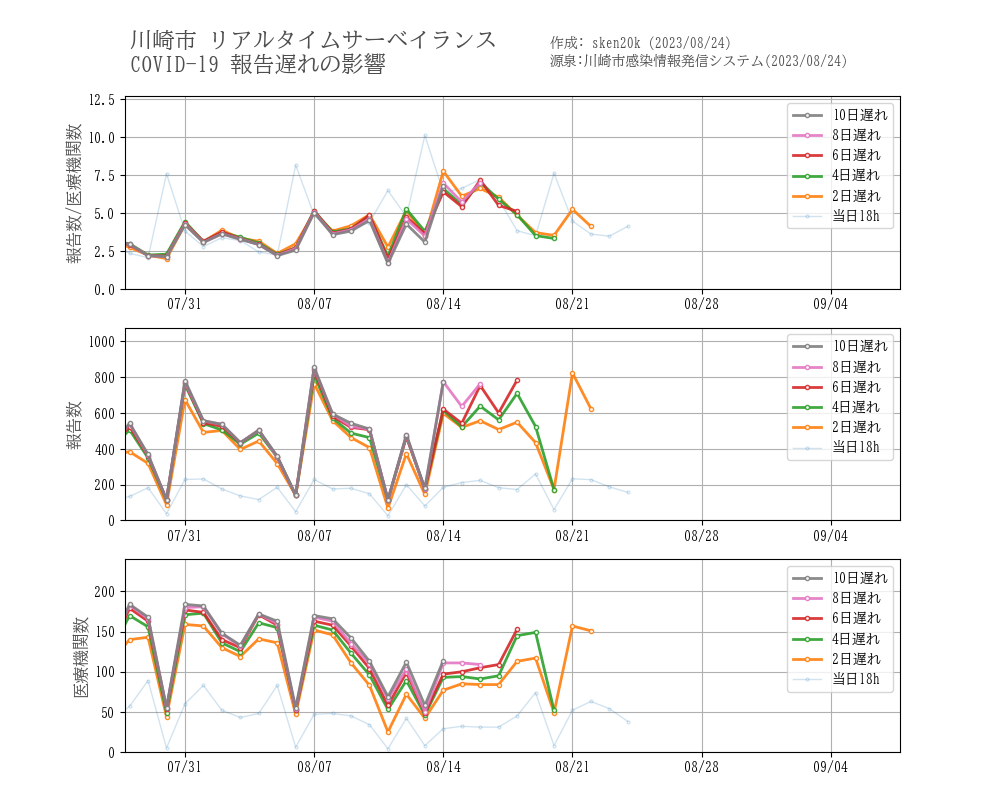 川崎市 リアルタイムサーベイランス
COVID-19 報告遅れの影響
作成: sken20k (2023/08/24)
源泉:川崎市感染情報発信システム(2023/08/24)
報告数/医療機関数
12.5
10.0
7.5
5.0
2.5
0.0
10日遅れ
8日遅れ
6日遅れ
4日遅れ
2日遅れ
当日18h
07/31 08/07 08/14 08/21 08/28 09/04
報告数
1000
800
600
400
200
0
10日遅れ
8日遅れ
6日遅れ
4日遅れ
2日遅れ
当日18h
07/31 08/07 08/14 08/21 08/28 09/04
医療機関数
200
150
100
50
0
10日遅れ
8日遅れ
6日遅れ
4日遅れ
2日遅れ
当日18h
07/31 08/07 08/14 08/21 08/28 09/04